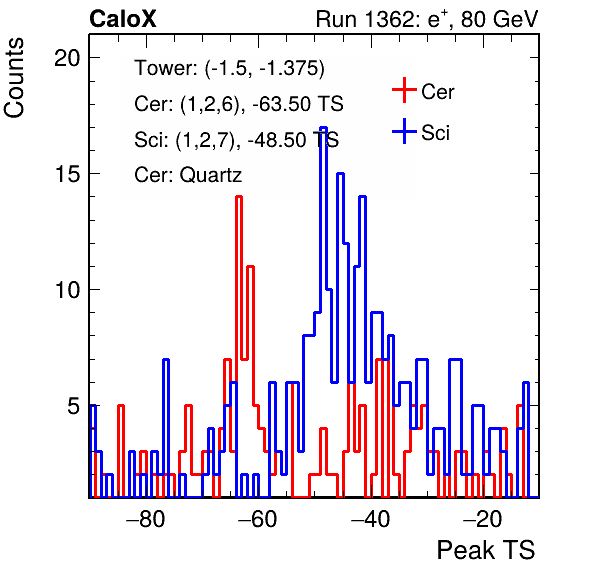 CaloX Run 1362: e+, 80 GeV
Counts
Tower: (-1.5, -1.375)
Cer: (1,2,6), -63.50 TS
Sci: (1,2,7), -48.50 TS
Cer: Quartz
Cer
Sci
20
15
10
5
−80 −60 −40 −20
Peak TS